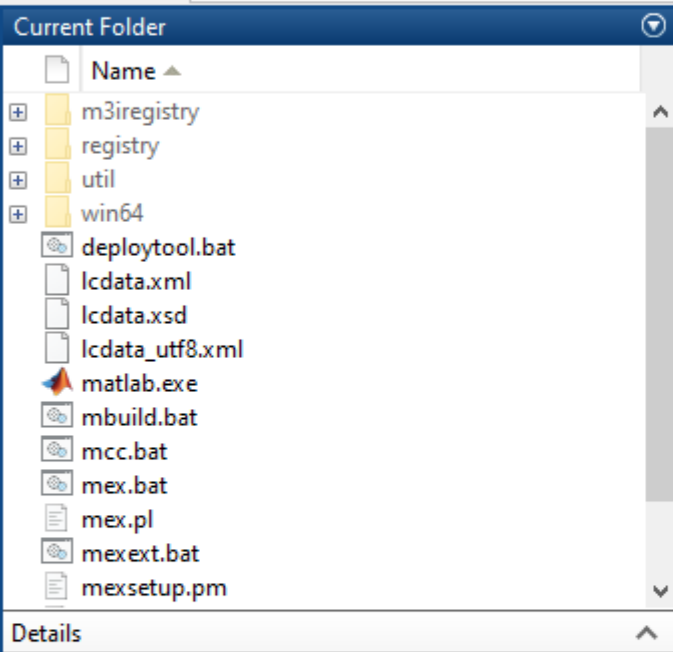 Current Folder
Name
m3iregistry
registry
util
win64
deploytool.bat
lcdata.xml
lcdata.xsd
lcdata_utf8.xml
matlab.exe
mbuild.bat
mcc.bat
mex.bat
mex.pl
mexext.bat
mexsetup.pm
Details